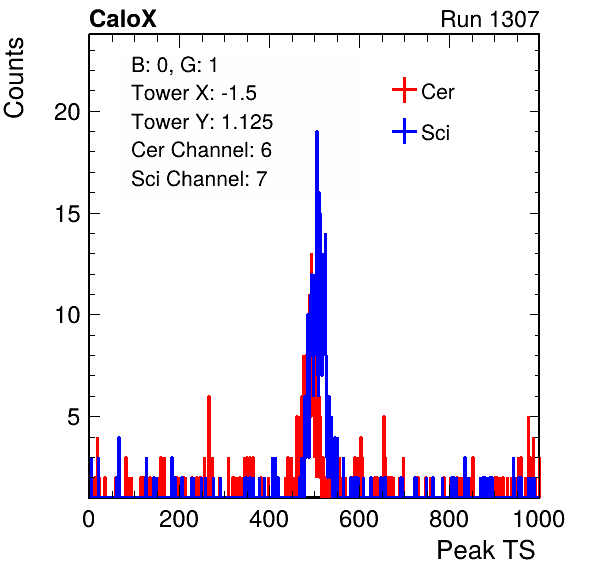 CaloX Run 1307
Counts
B: 0, G: 1
Tower X: -1.5
Tower Y: 1.125
Cer Channel: 6
Sci Channel: 7
Cer
Sci
20
15
10
5
0 200 400 600 800 1000
Peak TS